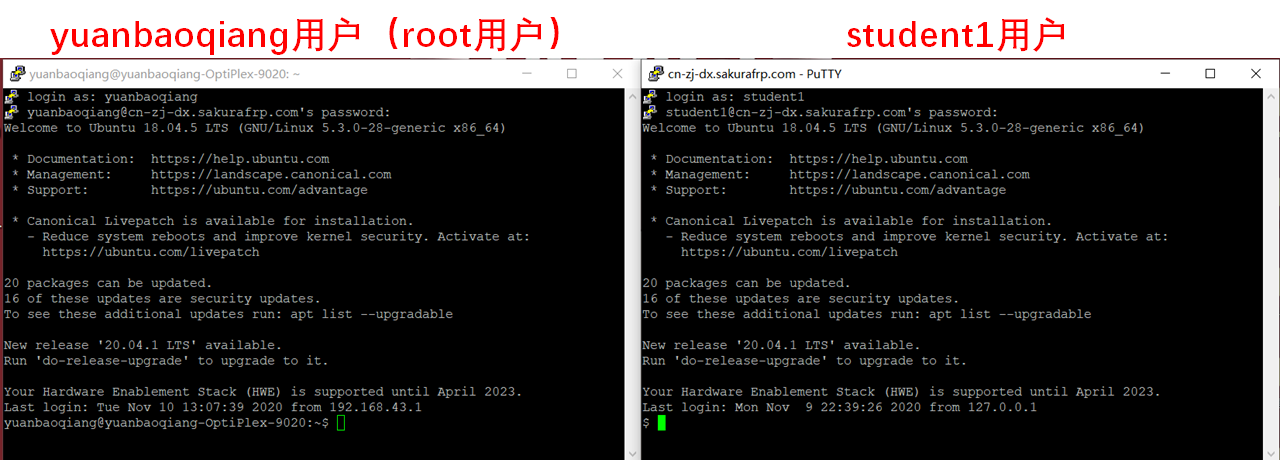 yuanbaoqiang用户（root用户）
yuanbaoqiang@yuanbaoqiang-OptiPlex-9020: ~
login as: yuanbaoqiang
yuanbaoqiang@cn-zj-dx.sakurafrp.com's password:
Welcome to Ubuntu 18.04.5 LTS (GNU/Linux 5.3.0-28-generic x86_64)
* Documentation:  https://help.ubuntu.com
* Management:     https://landscape.canonical.com
* Support:        https://ubuntu.com/advantage
* Canonical Livepatch is available for installation.
- Reduce system reboots and improve kernel security. Activate at:
https://ubuntu.com/livepatch
20 packages can be updated.
16 of these updates are security updates.
To see these additional updates run: apt list --upgradable
New release '20.04.1 LTS' available.
Run 'do-release-upgrade' to upgrade to it.
Your Hardware Enablement Stack (HWE) is supported until April 2023.
Last login: Tue Nov 10 13:07:39 2020 from 192.168.43.1
yuanbaoqiang@yuanbaoqiang-OptiPlex-9020:~$
student1用户
cn-zj-dx.sakurafrp.com - PuTTY
login as: student1
student1@cn-zj-dx.sakurafrp.com's password:
Welcome to Ubuntu 18.04.5 LTS (GNU/Linux 5.3.0-28-generic x86_64)
* Documentation:  https://help.ubuntu.com
* Management:     https://landscape.canonical.com
* Support:        https://ubuntu.com/advantage
* Canonical Livepatch is available for installation.
- Reduce system reboots and improve kernel security. Activate at:
https://ubuntu.com/livepatch
20 packages can be updated.
16 of these updates are security updates.
To see these additional updates run: apt list --upgradable
New release '20.04.1 LTS' available.
Run 'do-release-upgrade' to upgrade to it.
Your Hardware Enablement Stack (HWE) is supported until April 2023.
Last login: Mon Nov  9 22:39:26 2020 from 127.0.0.1
$